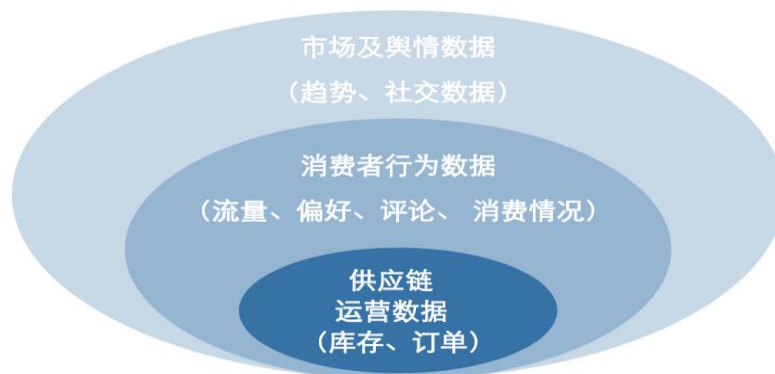 市场及舆情数据
（趋势、社交数据）
消费者行为数据
（流量、偏好、评论、 消费情况）
供应链
运营数据
（库存、订单）